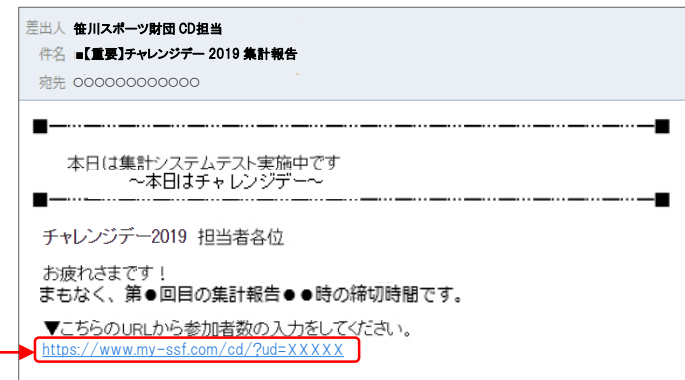 差出人 笹川スポーツ財団 CD担当
件名 ■【重要】チャレンジデー 2019 集計報告
宛先 ○○○○○○○○○○○○
本日は集計システムテスト実施中です
～本日はチャレンジデー～
チャレンジデー2019 担当者各位
お疲れさまです！
まもなく、第●回目の集計報告●●時の締切時間です。
▼こちらのURLから参加者数の入力をしてください。
https://www.my-ssf.com/cd/?ud=XXXXX